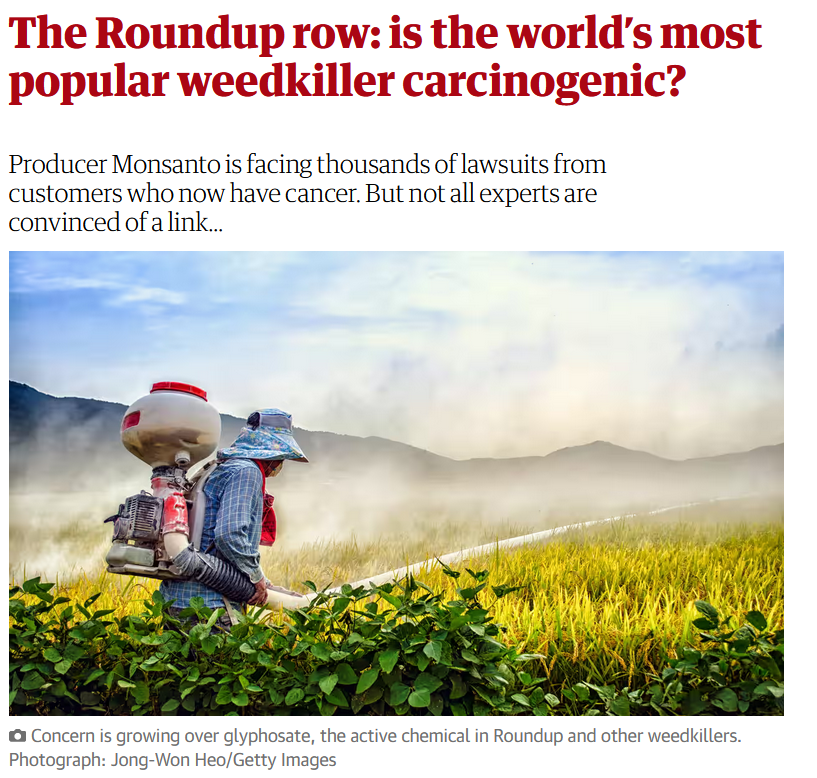 The Roundup row: is the world's most
popular weedkiller carcinogenic?
Producer Monsanto is facing thousands of lawsuits from
customers who now have cancer. But not all experts are
convinced of a link...
Concern is growing over glyphosate, the active chemical in Roundup and other weedkillers.
Photograph: Jong-Won Heo/Getty Images